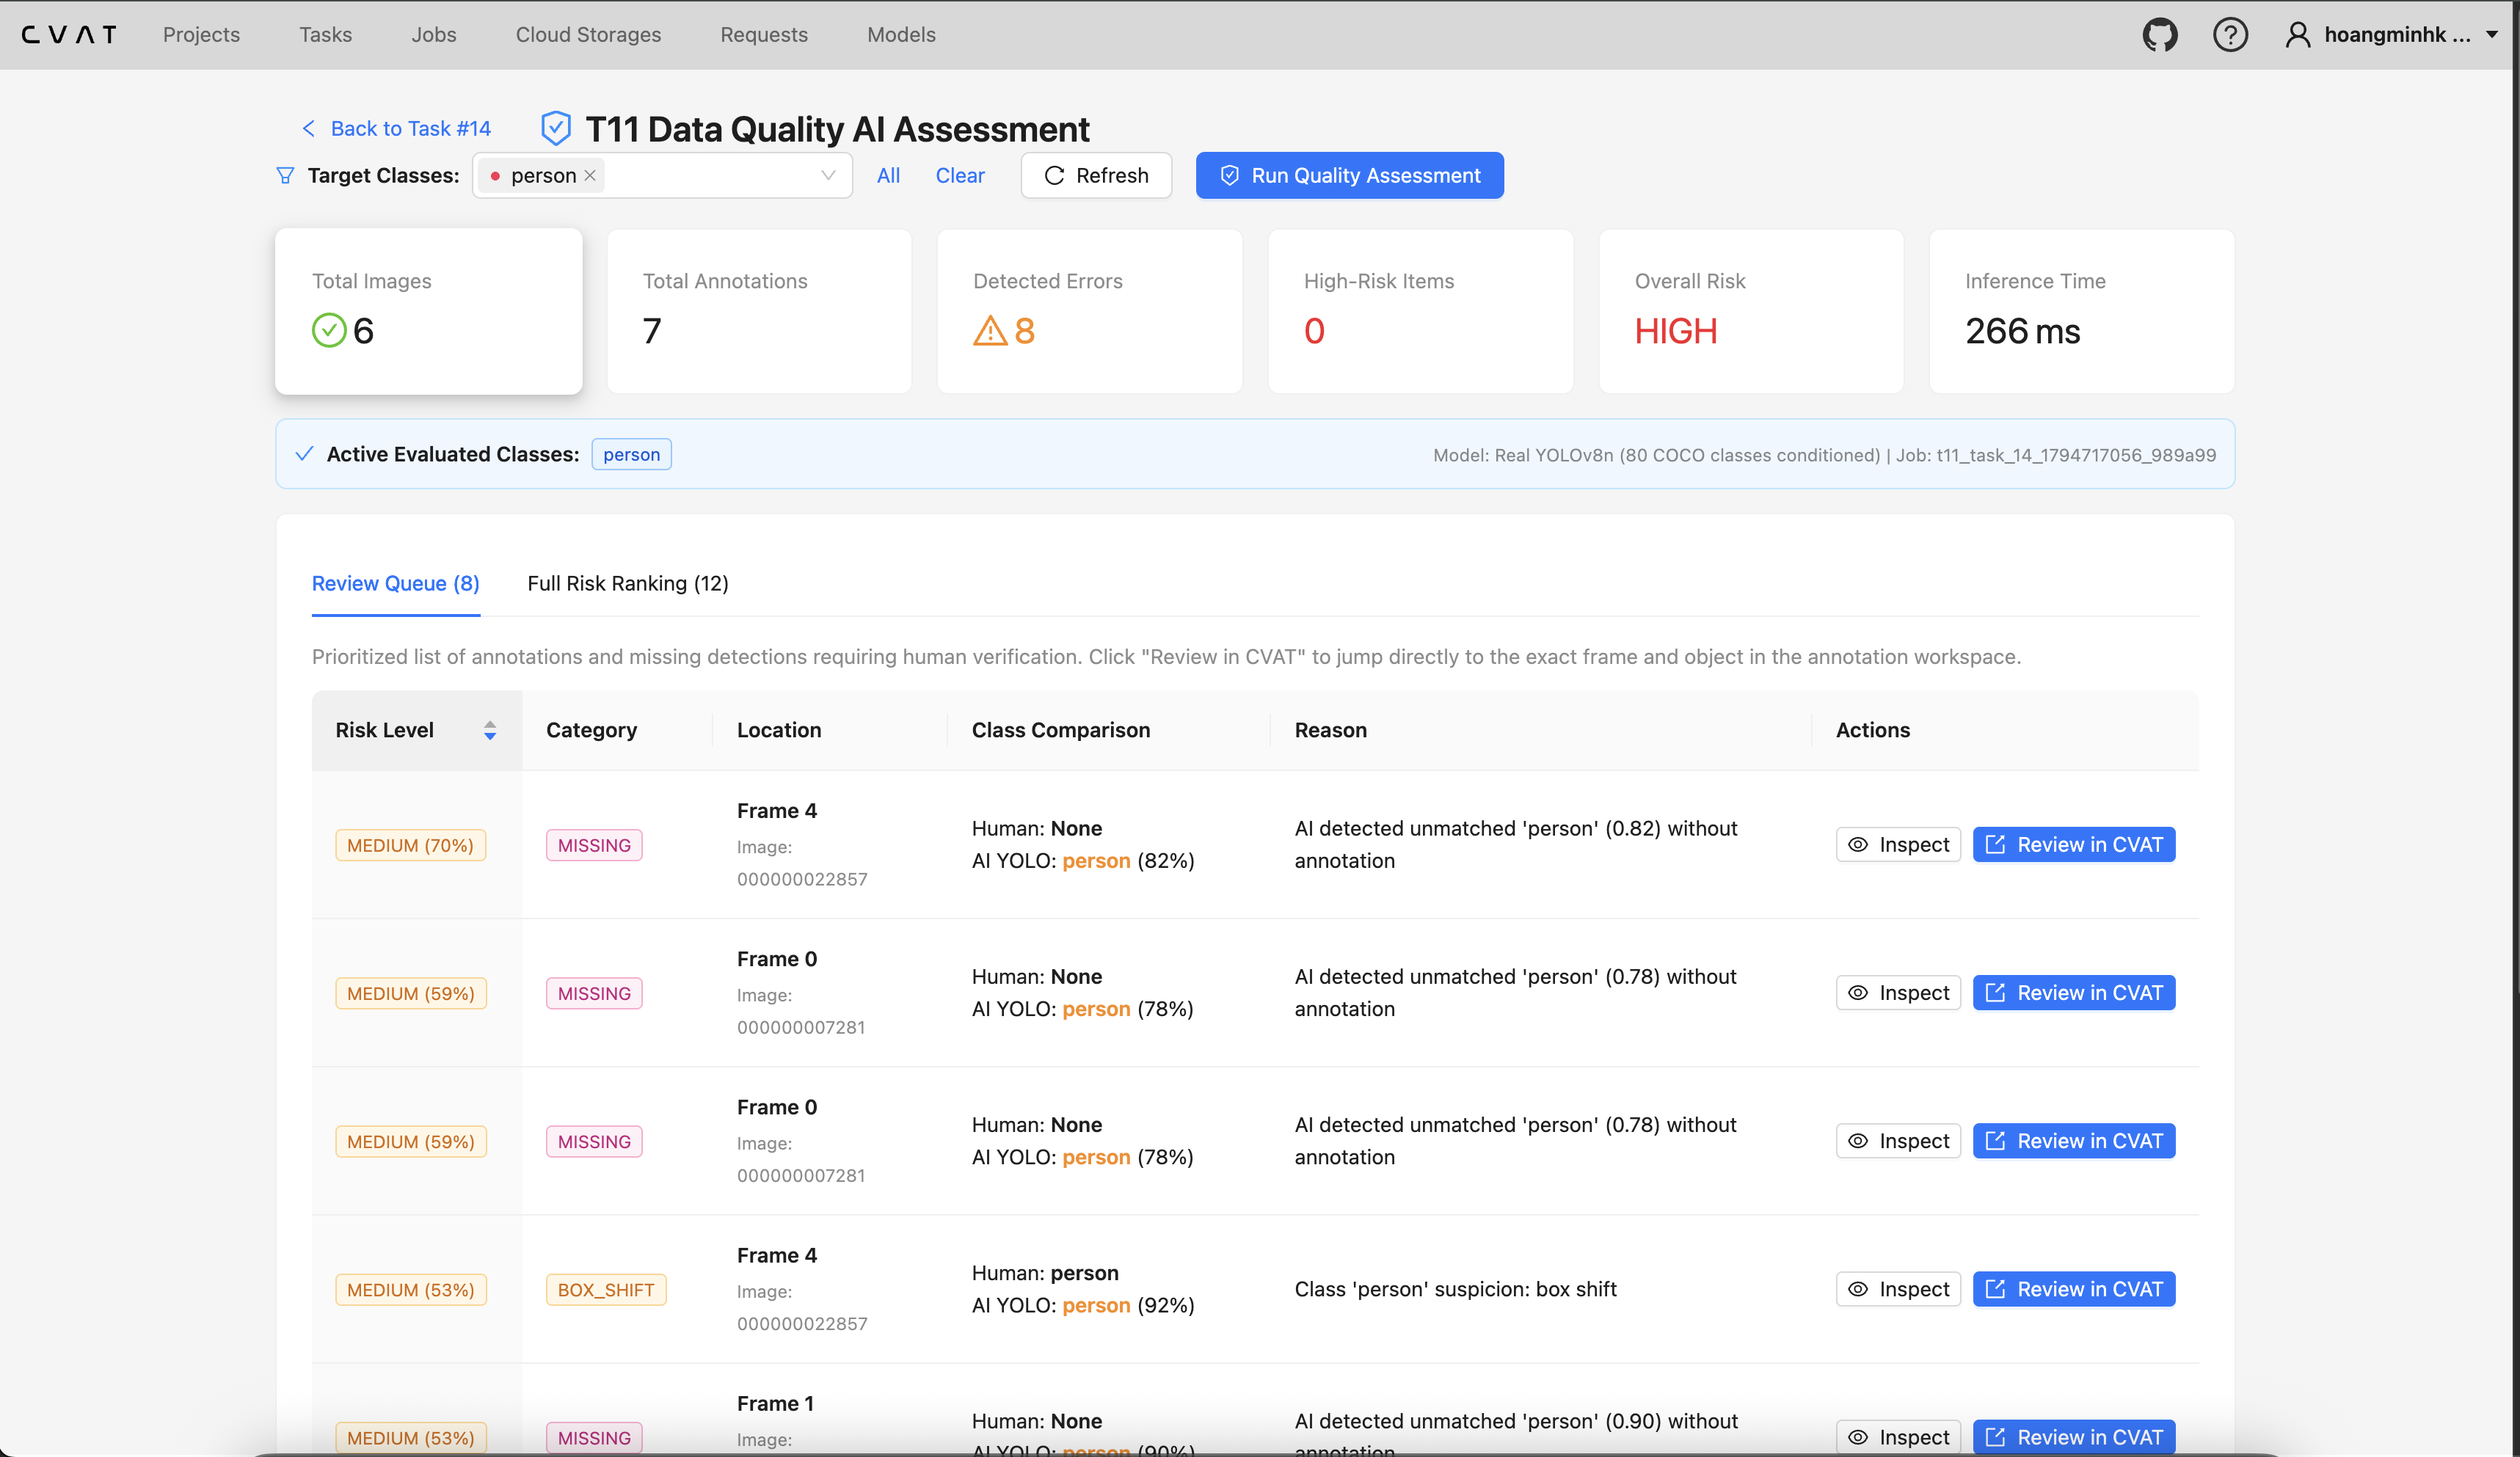 CVAT Projects Tasks Jobs Cloud Storages Requests Models hoangminhk ...
Back to Task #14 T11 Data Quality AI Assessment
Target Classes: person All Clear Refresh Run Quality Assessment
Total Images Total Annotations Detected Errors High-Risk Items Overall Risk Inference Time
6 7 8 0 HIGH 266 ms
Active Evaluated Classes: person Model: Real YOLOv8n (80 COCO classes conditioned) | Job: t11_task_14_1794717056_989a99
Review Queue (8) Full Risk Ranking (12)
Prioritized list of annotations and missing detections requiring human verification. Click "Review in CVAT" to jump directly to the exact frame and object in the annotation workspace.
Risk Level Category Location Class Comparison Reason Actions
Frame 4
Human: None AI detected unmatched 'person' (0.82) without
MEDIUM (70%) MISSING Image: Inspect Review in CVAT
AI YOLO: person (82%) annotation
000000022857
Frame 0
Human: None AI detected unmatched 'person' (0.78) without
MEDIUM (59%) MISSING Image: Inspect Review in CVAT
AI YOLO: person (78%) annotation
000000007281
Frame 0
Human: None AI detected unmatched 'person' (0.78) without
MEDIUM (59%) MISSING Image: Inspect Review in CVAT
AI YOLO: person (78%) annotation
000000007281
Frame 4
Human: person
MEDIUM (53%) BOX_SHIFT Image: Class 'person' suspicion: box shift Inspect Review in CVAT
AI YOLO: person (92%)
000000022857
Frame 1
Human: None AI detected unmatched 'person' (0.90) without
MEDIUM (53%) MISSING Image: Inspect Review in CVAT
AI YOLO: person (90%) annotation